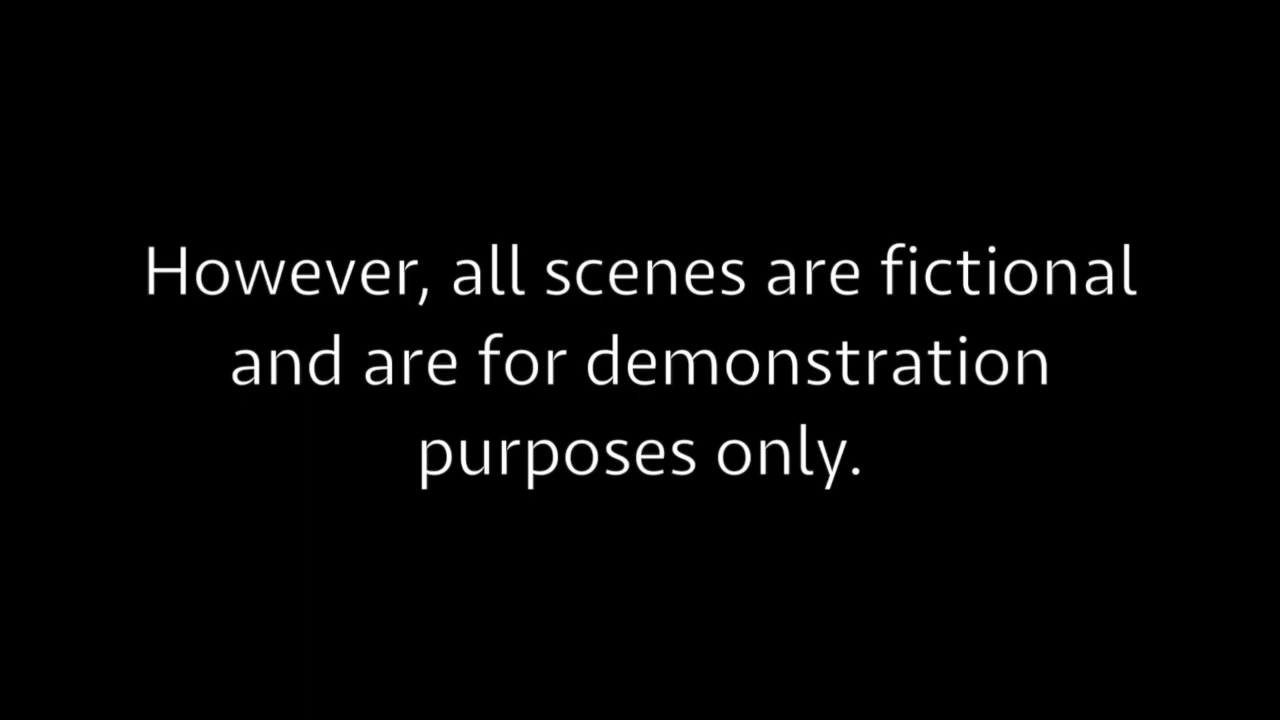 However, all scenes are fictional
and are for demonstration
purposes only.